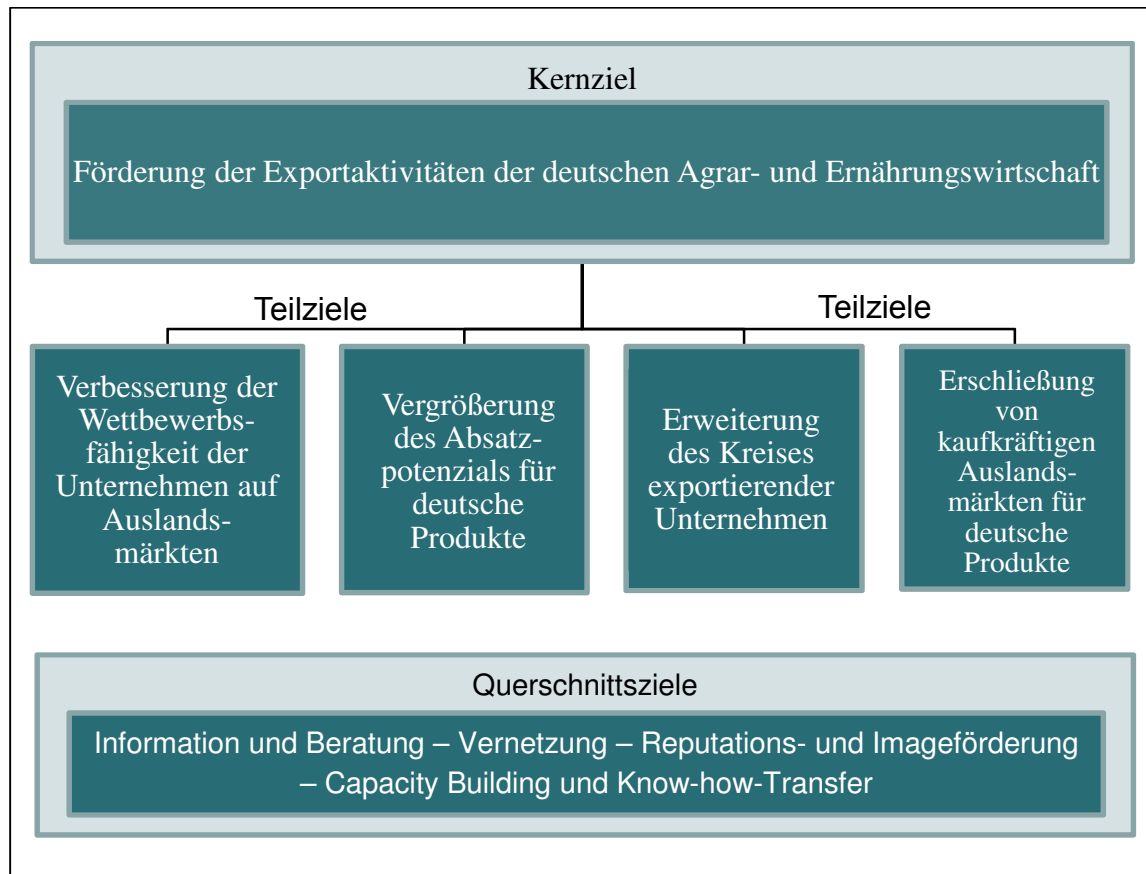 Kernziel
Förderung der Exportaktivitäten der deutschen Agrar- und Ernährungswirtschaft
Teilziele
Teilziele
Verbesserung der
Wettbewerbs-
fähigkeit der
Unternehmen auf
Auslands-
märkten
Vergrößerung
des Absatz-
potenzials für
deutsche
Produkte
Erweiterung
des Kreises
exportierender
Unternehmen
Erschließung
von
kaufkräftigen
Auslands-
märkten für
deutsche
Produkte
Querschnittsziele
Information und Beratung – Vernetzung – Reputations- und Imageförderung
– Capacity Building und Know-how-Transfer